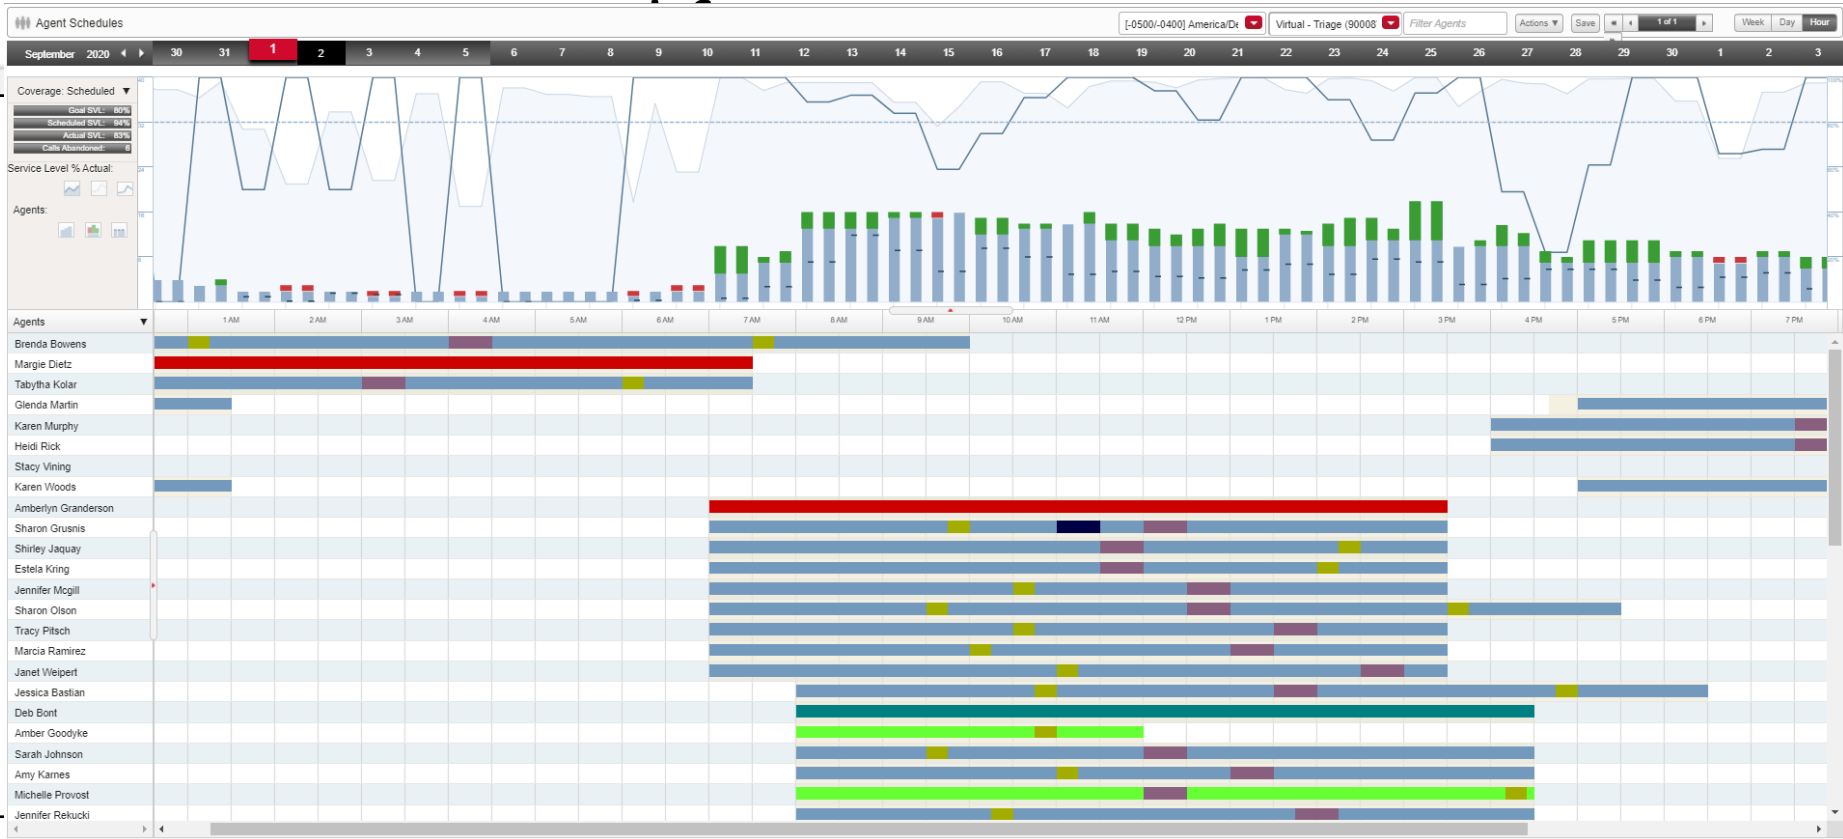 Agent Schedules
[-0500/-0400] America/De
Virtual - Triage (90008
Filter Agents
Actions ▼
Save
1 of 1
Week Day Hour
September 2020 30 31 1 2 3 4 5 6 7 8 9 10 11 12 13 14 15 16 17 18 19 20 21 22 23 24 25 26 27 28 29 30 1 2 3
Coverage: Scheduled ▼
Goal SVL: 80%
Scheduled SVL: 94%
Actual SVL: 83%
Calls Abandoned: 6
Service Level % Actual:
Agents:
Agents ▼ 1 AM 2 AM 3 AM 4 AM 5 AM 6 AM 7 AM 8 AM 9 AM 10 AM 11 AM 12 PM 1 PM 2 PM 3 PM 4 PM 5 PM 6 PM 7 PM
Brenda Bowens
Margie Dietz
Tabytha Kolar
Glenda Martin
Karen Murphy
Heidi Rick
Stacy Vining
Karen Woods
Amberlyn Granderson
Sharon Grusnis
Shirley Jaquay
Estela Kring
Jennifer Mcgill
Sharon Olson
Tracy Pitsch
Marcia Ramirez
Janet Weipert
Jessica Bastian
Deb Bont
Amber Goodyke
Sarah Johnson
Amy Karnes
Michelle Provost
Jennifer Rekucki